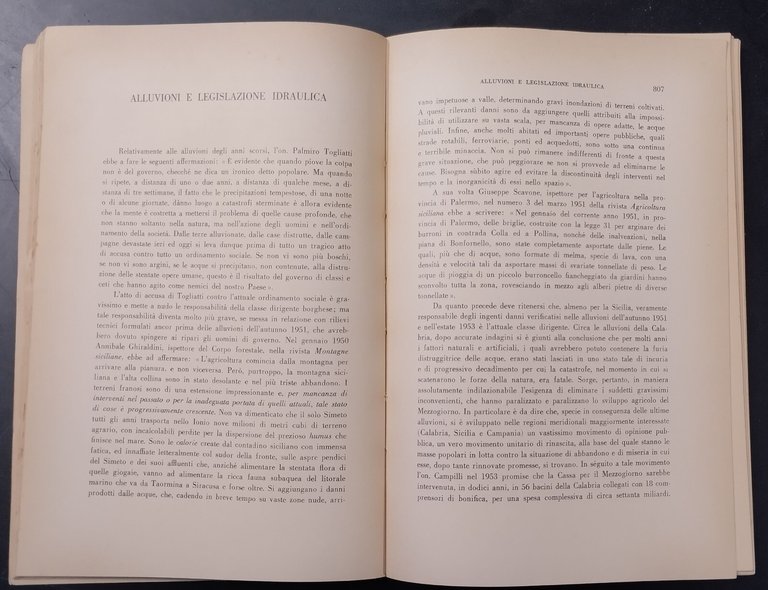 ALLUVIONI E LEGISLAZIONE IDRAULICA
Relativamente alle alluvioni degli anni scorsi, l'on. Palmiro Togliatti
ebbe a fare le seguenti affermazioni: « È evidente che quando piove la colpa
non è del governo, checchè ne dica un ironico detto popolare. Ma quando
si ripete, a distanza di uno o due anni, a distanza di qualche mese, a distanza
di tre settimane, il fatto che le precipitazioni tempestose, di una notte
o di alcune giornate, dànno luogo a catastrofi sterminate è allora evidente
che la mente è costretta a mettersi il problema di quelle cause profonde, che
non stanno soltanto nella natura, ma nell'azione degli uomini e nell'ordi-
namento della società. Dalle terre alluvionate, dalle case distrutte, dalle cam-
pagne devastate ieri ed oggi si leva dunque prima di tutto un tragico atto
di accusa contro tutto un ordinamento sociale. Se non vi sono più boschi,
se non vi sono argini, se le acque si precipitano, non contenute, alla distru-
zione delle stentate opere umane, questo è il risultato del governo di classi e
ceti che hanno agito come nemici del nostro Paese ».
L'atto di accusa di Togliatti contro l'attuale ordinamento sociale è gra-
vissimo e mette a nudo le responsabilità della classe dirigente borghese; ma
tale responsabilità diventa molto più grave, se messa in relazione con rilievi
tecnici formulati ancor prima delle alluvioni dell'autunno 1951, che avreb-
bero dovuto spingere ai ripari gli uomini di governo. Nel gennaio 1950
Annibale Ghiraldini, ispettore del Corpo forestale, nella rivista Montagne
siciliane, ebbe ad affermare: « L'agricoltura comincia dalla montagna per
arrivare alla pianura, e non viceversa. Però, purtroppo, la montagna sici-
liana e l'alta collina sono in stato desolante e nel più triste abbandono. I
terreni franosi sono di una estensione impressionante e, per mancanza di
interventi nel passato o per la inadeguata portata di quelli attuali, tale stato
di cose è progressivamente crescente. Non va dimenticato che il solo Simeto
tutti gli anni trasporta nello Ionio nove milioni di metri cubi di terreno
agrario, con incalcolabili perdite per la dispersione del prezioso humus che
finisce nel mare. Sono le calorie create dal contadino siciliano con immensa
fatica, ed innaffiate letteralmente col sudor della fronte, sulle aspre pendici
del Simeto e dei suoi affluenti che, anzichè alimentare la stentata flora di
quelle giogaie, vanno ad alimentare la ricca fauna subaquea del litorale
marino che va da Taormina a Siracusa e forse oltre. Si aggiungano i danni
prodotti dalle acque, che, cadendo in breve tempo su vaste zone nude, arri-
ALLUVIONI E LEGISLAZIONE IDRAULICA 807
vano impetuose a valle, determinando gravi inondazioni di terreni coltivati.
A questi rilevanti danni sono da aggiungere quelli attribuiti alla impossi-
bilità di utilizzare su vasta scala, per mancanza di opere adatte, le acque
pluviali. Infine, anche molti abitati ed importanti opere pubbliche, quali
strade rotabili, ferroviarie, ponti ed acquedotti, sono sotto una continua
e terribile minaccia. Non si può rimanere indifferenti di fronte a questa
grave situazione, che può peggiorare se non si provvede ad eliminarne le
cause. Bisogna subito agire ed evitare la discontinuità degli interventi nel
tempo e la inorganicità di essi nello spazio ».
A sua volta Giuseppe Scavone, ispettore per l'agricoltura nella pro-
vincia di Palermo, nel numero 3 del marzo 1951 della rivista Agricoltura
siciliana ebbe a scrivere: « Nel gennaio del corrente anno 1951, in pro-
vincia di Palermo, delle briglie, costruite con la legge 31 per arginare dei
burroni in contrada Colla ed a Pollina, nonchè delle inalveazioni, nella
piana di Bonfornello, sono state completamente asportate dalle piene. Le
quali, più che di acque, sono formate di melma, specie di lava, con una
densità e velocità tali da asportare massi di svariate tonnellate di peso. Le
acque di pioggia di un piccolo burroncello fiancheggiato da giardini hanno
sconvolto tutta la zona, rovesciando in mezzo agli alberi pietre di diverse
tonnellate ».
Da quanto precede deve ritenersi che, almeno per la Sicilia, veramente
responsabile degli ingenti danni verificatisi nelle alluvioni dell'autunno 1951
e nell'estate 1953 è l'attuale classe dirigente. Circa le alluvioni della Cala-
bria, dopo accurate indagini si è giunti alla conclusione che per molti anni
i fattori naturali e artificiali, i quali avrebbero potuto contenere la furia
distruggitrice delle acque, erano stati lasciati in uno stato tale di incuria
e di progressivo decadimento per cui la catastrofe, nel momento in cui si
scatenarono le forze della natura, era fatale. Sorge, pertanto, in maniera
assolutamente indilazionabile l'esigenza di eliminare i suddetti gravissimi
inconvenienti, che hanno paralizzato e paralizzano lo sviluppo agricolo del
Mezzogiorno. In particolare è da dire che, specie in conseguenza delle ultime
alluvioni, si è sviluppato nelle regioni meridionali maggiormente interessate
(Calabria, Sicilia e Campania) un vastissimo movimento di opinione pub-
blica, un vero movimento unitario di rinascita, alla base del quale stanno le
masse popolari in lotta contro la situazione di abbandono e di miseria in cui
esse, dopo tante rinnovate promesse, si trovano. In seguito a tale movimento
l'on. Campilli nel 1953 promise che la Cassa per il Mezzogiorno sarebbe
intervenuta, in dodici anni, in 56 bacini della Calabria collegati con 18 com-
prensori di bonifica, per una spesa complessiva di circa settanta miliardi.